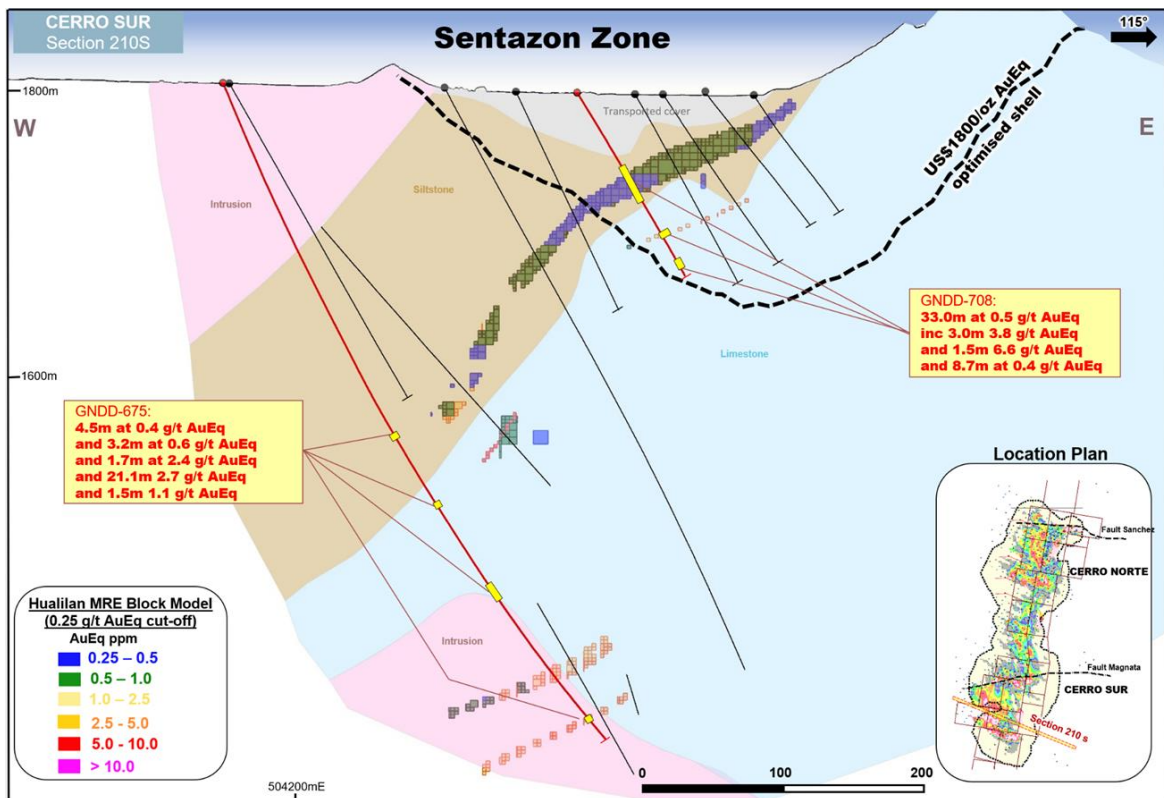 CERRO SUR
Section 210S
Sentazon Zone
115°
1800m
W
E
Transported cover
US$1800/oz AuEq
optimised shell
Siltstone
Intrusion
Limestone
1600m
GNDD-708:
33.0m at 0.5 g/t AuEq
inc 3.0m 3.8 g/t AuEq
and 1.5m 6.6 g/t AuEq
and 8.7m at 0.4 g/t AuEq
GNDD-675:
4.5m at 0.4 g/t AuEq
and 3.2m at 0.6 g/t AuEq
and 1.7m at 2.4 g/t AuEq
and 21.1m 2.7 g/t AuEq
and 1.5m 1.1 g/t AuEq
Intrusion
Hualilan MRE Block Model
(0.25 g/t AuEq cut-off)
AuEq ppm
0.25 – 0.5
0.5 – 1.0
1.0 – 2.5
2.5 - 5.0
5.0 - 10.0
> 10.0
Location Plan
Fault Sanchez
CERRO NORTE
Fault Magnata
CERRO SUR
Section 210 s
504200mE
0 100 200